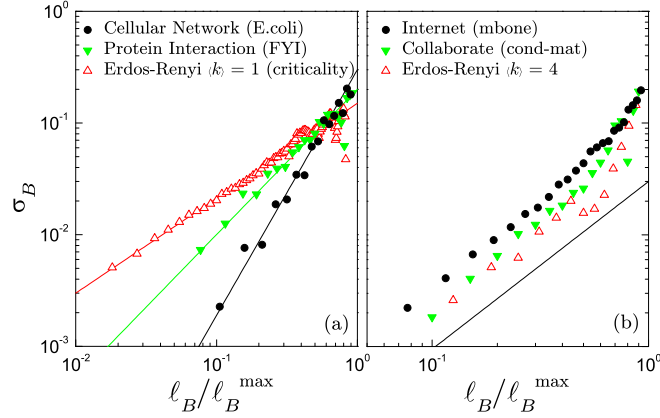 Cellular Network (E.coli)
Protein Interaction (FYI)
Erdos-Renyi ⟨k⟩ = 1 (criticality)
Internet (mbone)
Collaborate (cond-mat)
Erdos-Renyi ⟨k⟩ = 4
10⁰
10⁻¹
10⁻²
10⁻³
σ_B
(a)
(b)
10⁻² 10⁻¹ 10⁰ 10⁻¹ 10⁰
ℓ_B/ℓ_B^max
ℓ_B/ℓ_B^max